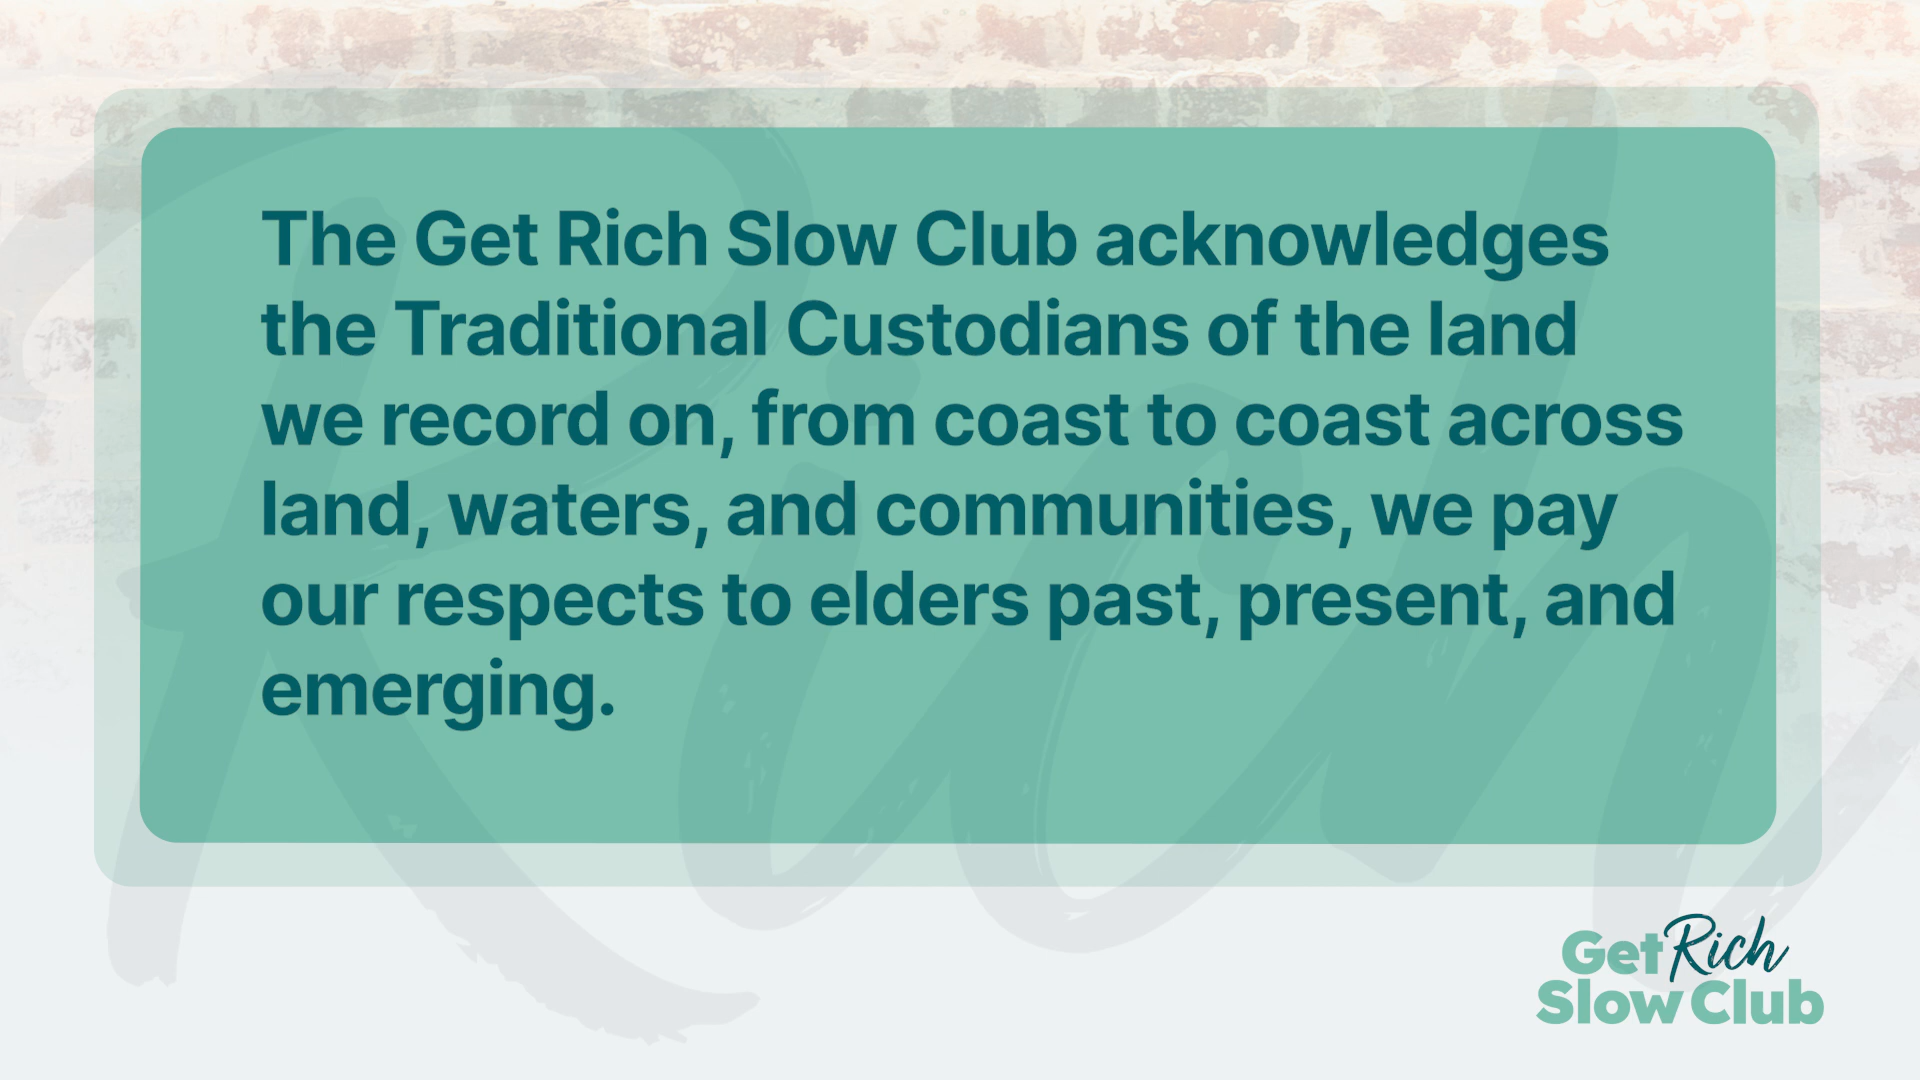 The Get Rich Slow Club acknowledges
the Traditional Custodians of the land
we record on, from coast to coast across
land, waters, and communities, we pay
our respects to elders past, present, and
emerging.
Get Rich
Slow Club
Rich